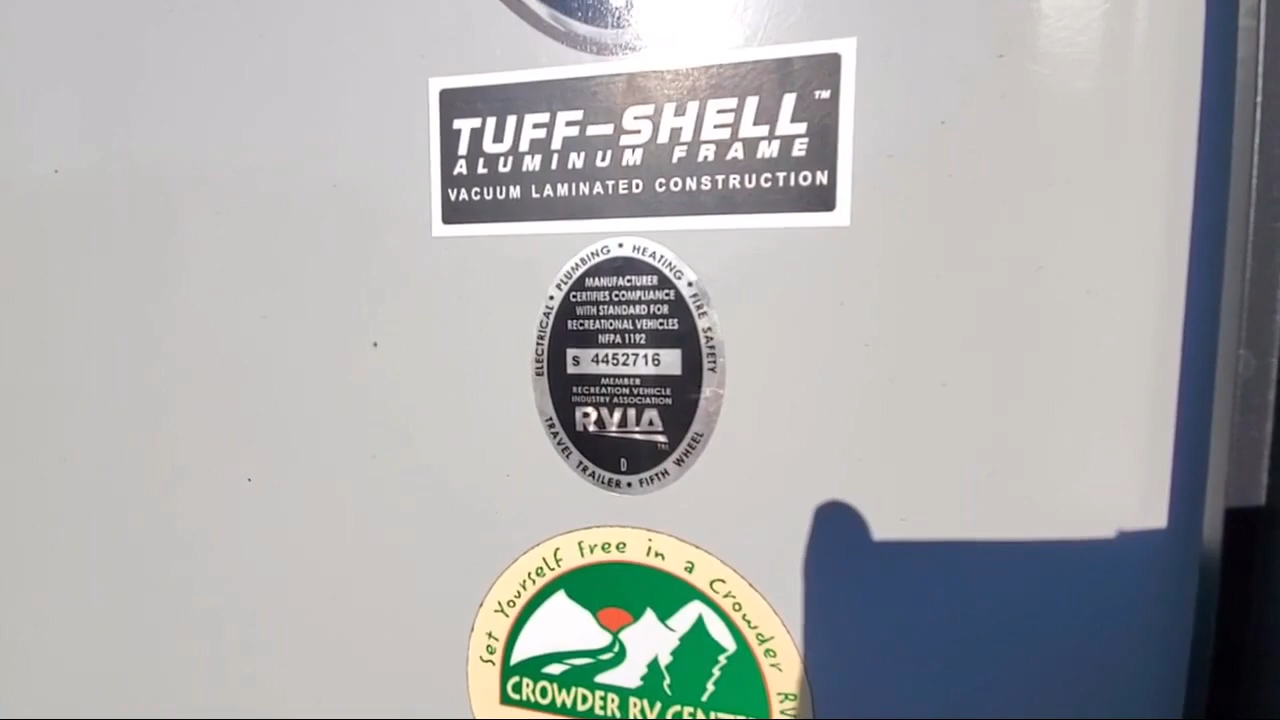 TUFF-SHELL™
ALUMINUM FRAME
VACUUM LAMINATED CONSTRUCTION
ELECTRICAL • PLUMBING • HEATING • FIRE SAFETY
MANUFACTURER
CERTIFIES COMPLIANCE
WITH STANDARD FOR
RECREATIONAL VEHICLES
NFPA 1192
S 4452716
MEMBER
RECREATION VEHICLE
INDUSTRY ASSOCIATION
RVIA
TM
D
TRAVEL TRAILER • FIFTH WHEEL
Set Yourself Free in a Crowder RV
CROWDER RV